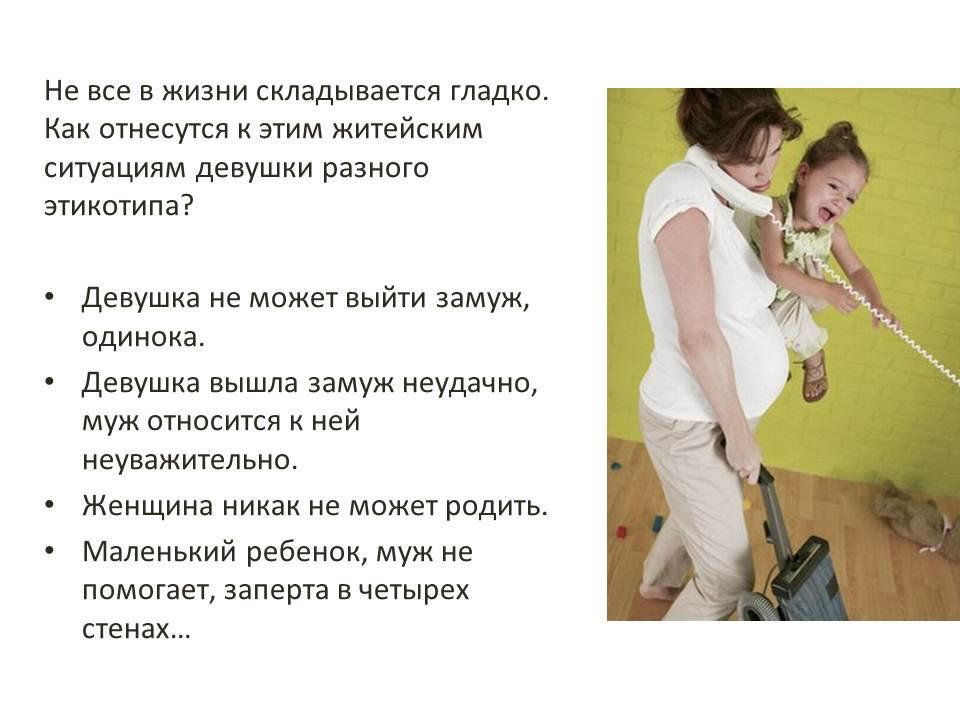 Не все в жизни складывается гладко.
Как отнесутся к этим житейским
ситуациям девушки разного
этикотипа?
• Девушка не может выйти замуж,
одинока.
• Девушка вышла замуж неудачно,
муж относится к ней
неуважительно.
• Женщина никак не может родить.
• Маленький ребенок, муж не
помогает, заперта в четырех
стенах…